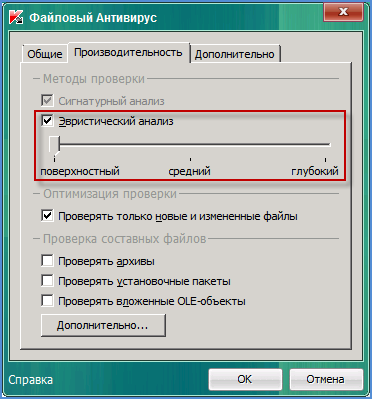 Файловый Антивирус
Общие Производительность Дополнительно
Методы проверки
Сигнатурный анализ
Эвристический анализ
поверхностный средний глубокий
Оптимизация проверки
Проверять только новые и измененные файлы
Проверка составных файлов
Проверять архивы
Проверять установочные пакеты
Проверять вложенные OLE-объекты
Дополнительно...
Справка OK Отмена